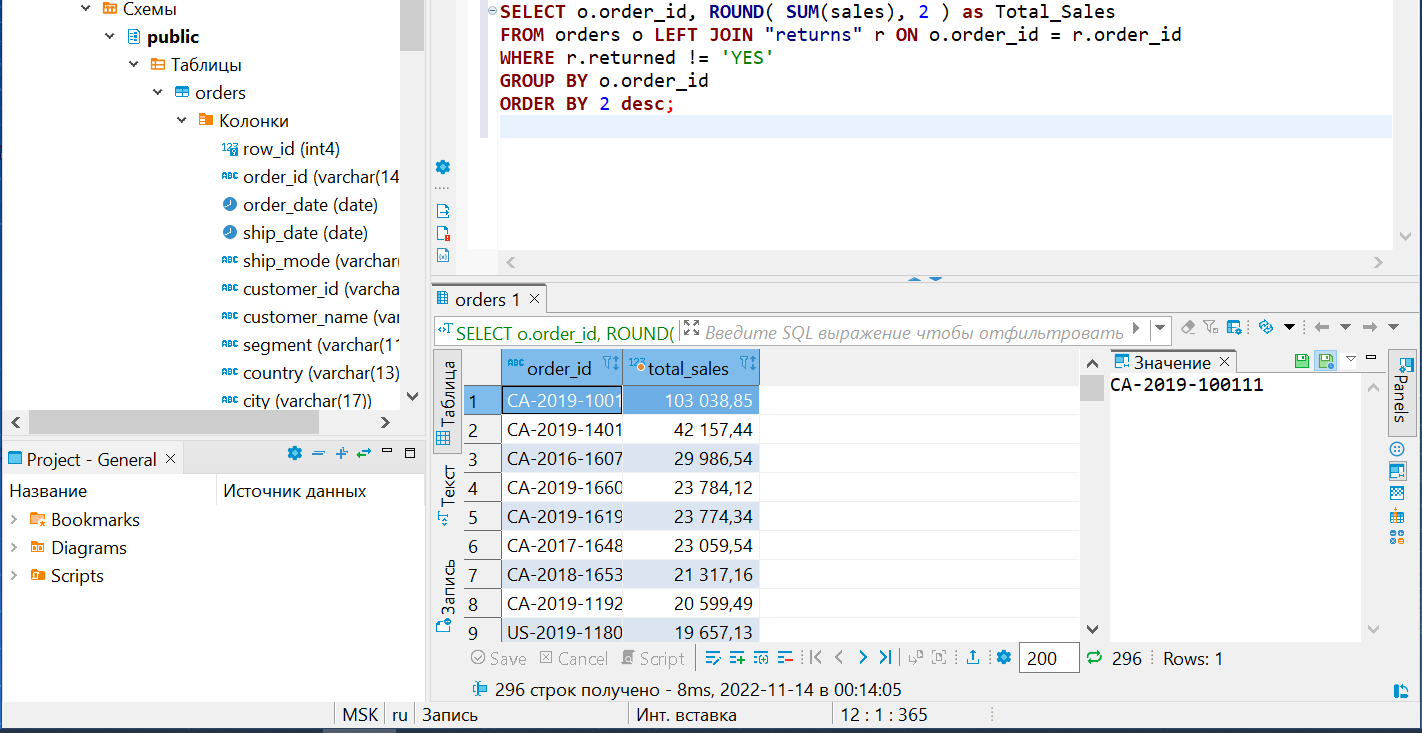 Схемы
public
Таблицы
orders
Колонки
row_id (int4)
order_id (varchar(14
order_date (date)
ship_date (date)
ship_mode (varchar(
customer_id (varcha
customer_name (var
segment (varchar(11
country (varchar(13)
city (varchar(17))
Project - General
Название Источник данных
Bookmarks
Diagrams
Scripts
SELECT o.order_id, ROUND( SUM(sales), 2 ) as Total_Sales
FROM orders o LEFT JOIN "returns" r ON o.order_id = r.order_id
WHERE r.returned != 'YES'
GROUP BY o.order_id
ORDER BY 2 desc;
orders 1
SELECT o.order_id, ROUND( Введите SQL выражение чтобы отфильтровать
Таблица
Текст
Запись
order_id total_sales
1 CA-2019-1001 103 038,85
2 CA-2019-1401 42 157,44
3 CA-2016-1607 29 986,54
4 CA-2019-1660 23 784,12
5 CA-2019-1619 23 774,34
6 CA-2017-1648 23 059,54
7 CA-2018-1653 21 317,16
8 CA-2019-1192 20 599,49
9 US-2019-1180 19 657,13
Значение
CA-2019-100111
Panels
Save Cancel Script 200 296 Rows: 1
296 строк получено - 8ms, 2022-11-14 в 00:14:05
MSK ru Запись Инт. вставка 12 : 1 : 365